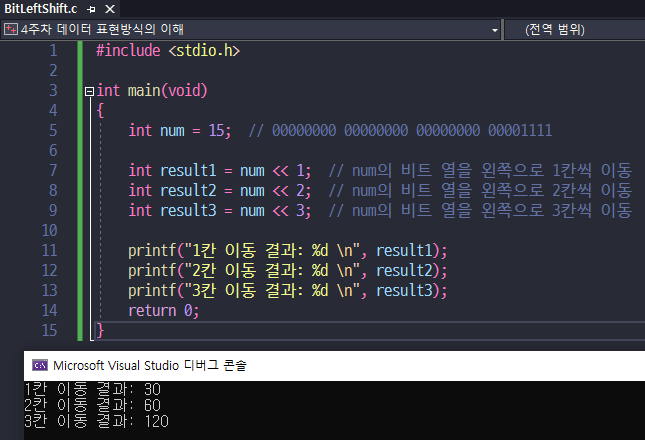 BitLeftShift.c
4주차 데이터 표현방식의 이해 (전역 범위)
1 #include <stdio.h>
2
3 int main(void)
4 {
5 int num = 15; // 00000000 00000000 00000000 00001111
6
7 int result1 = num << 1; // num의 비트 열을 왼쪽으로 1칸씩 이동
8 int result2 = num << 2; // num의 비트 열을 왼쪽으로 2칸씩 이동
9 int result3 = num << 3; // num의 비트 열을 왼쪽으로 3칸씩 이동
10
11 printf("1칸 이동 결과: %d \n", result1);
12 printf("2칸 이동 결과: %d \n", result2);
13 printf("3칸 이동 결과: %d \n", result3);
14 return 0;
15 }
C:\ Microsoft Visual Studio 디버그 콘솔
1칸 이동 결과: 30
2칸 이동 결과: 60
3칸 이동 결과: 120